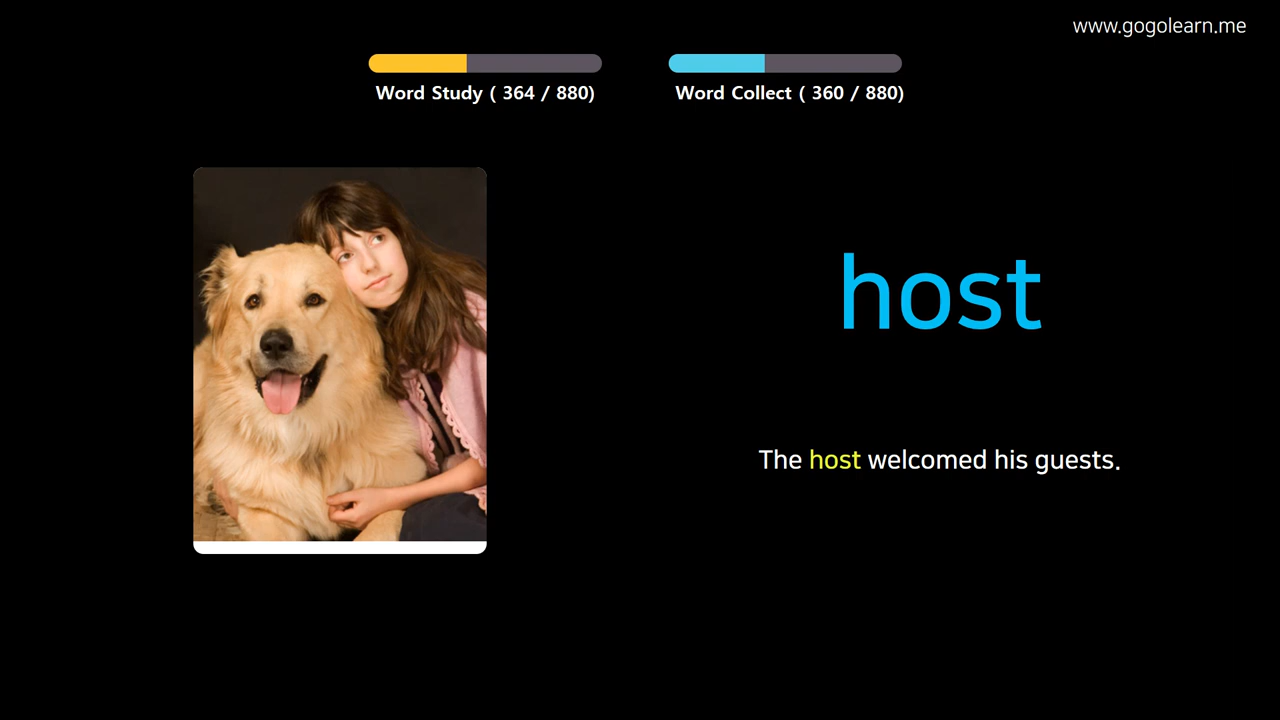 www.gogolearn.me
Word Study ( 364 / 880)
Word Collect ( 360 / 880)
host
The host welcomed his guests.